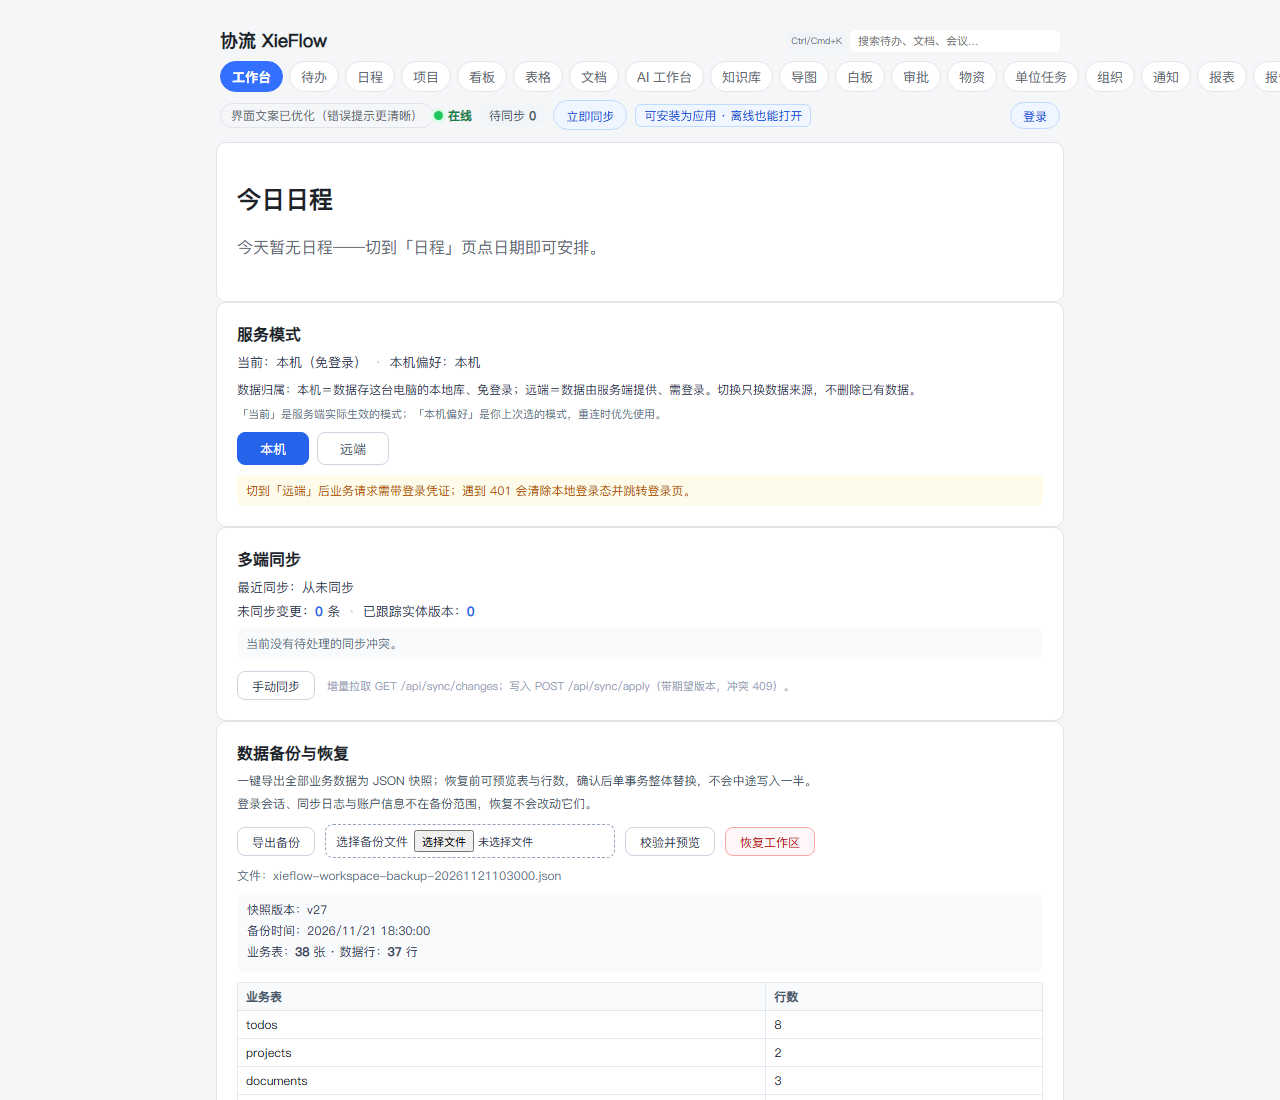 协流 XieFlow
Ctrl/Cmd+K 搜索待办、文档、会议...
工作台 待办 日程 项目 看板 表格 文档 AI 工作台 知识库 导图 白板 审批 物资 单位任务 组织 通知 报表
界面文案已优化（错误提示更清晰） 在线 待同步 0 立即同步 可安装为应用 · 离线也能打开 登录
今日日程
今天暂无日程——切到「日程」页点日期即可安排。
服务模式
当前：本机（免登录） · 本机偏好：本机
数据归属：本机＝数据存这台电脑的本地库、免登录；远端＝数据由服务端提供、需登录。切换只换数据来源，不删除已有数据。
「当前」是服务端实际生效的模式；「本机偏好」是你上次选的模式，重连时优先使用。
本机 远端
切到「远端」后业务请求需带登录凭证；遇到 401 会清除本地登录态并跳转登录页。
多端同步
最近同步：从未同步
未同步变更：0 条 · 已跟踪实体版本：0
当前没有待处理的同步冲突。
手动同步 增量拉取 GET /api/sync/changes；写入 POST /api/sync/apply（带期望版本，冲突 409）。
数据备份与恢复
一键导出全部业务数据为 JSON 快照；恢复前可预览表与行数，确认后单事务整体替换，不会中途写入一半。
登录会话、同步日志与账户信息不在备份范围，恢复不会改动它们。
导出备份 选择备份文件 选择文件 未选择文件 校验并预览 恢复工作区
文件：xieflow-workspace-backup-20261121103000.json
快照版本：v27
备份时间：2026/11/21 18:30:00
业务表：38 张 · 数据行：37 行
业务表 行数
todos 8
projects 2
documents 3